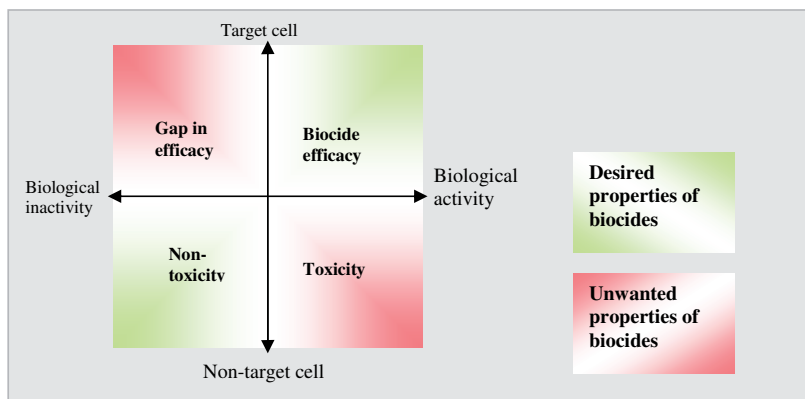 Target cell
Gap in
efficacy
Biocide
efficacy
Biological
inactivity
Biological
activity
Non-
toxicity
Toxicity
Non-target cell
Desired
properties of
biocides
Unwanted
properties of
biocides